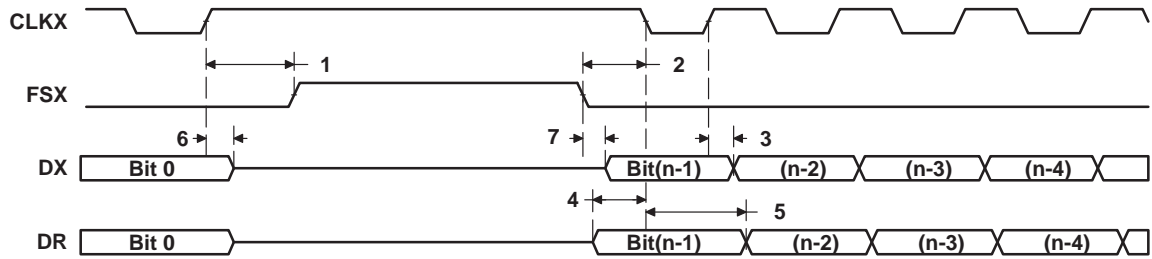 CLKX
1 2
FSX
6 7 3
DX Bit 0 Bit(n-1) (n-2) (n-3) (n-4)
4 5
DR Bit 0 Bit(n-1) (n-2) (n-3) (n-4)